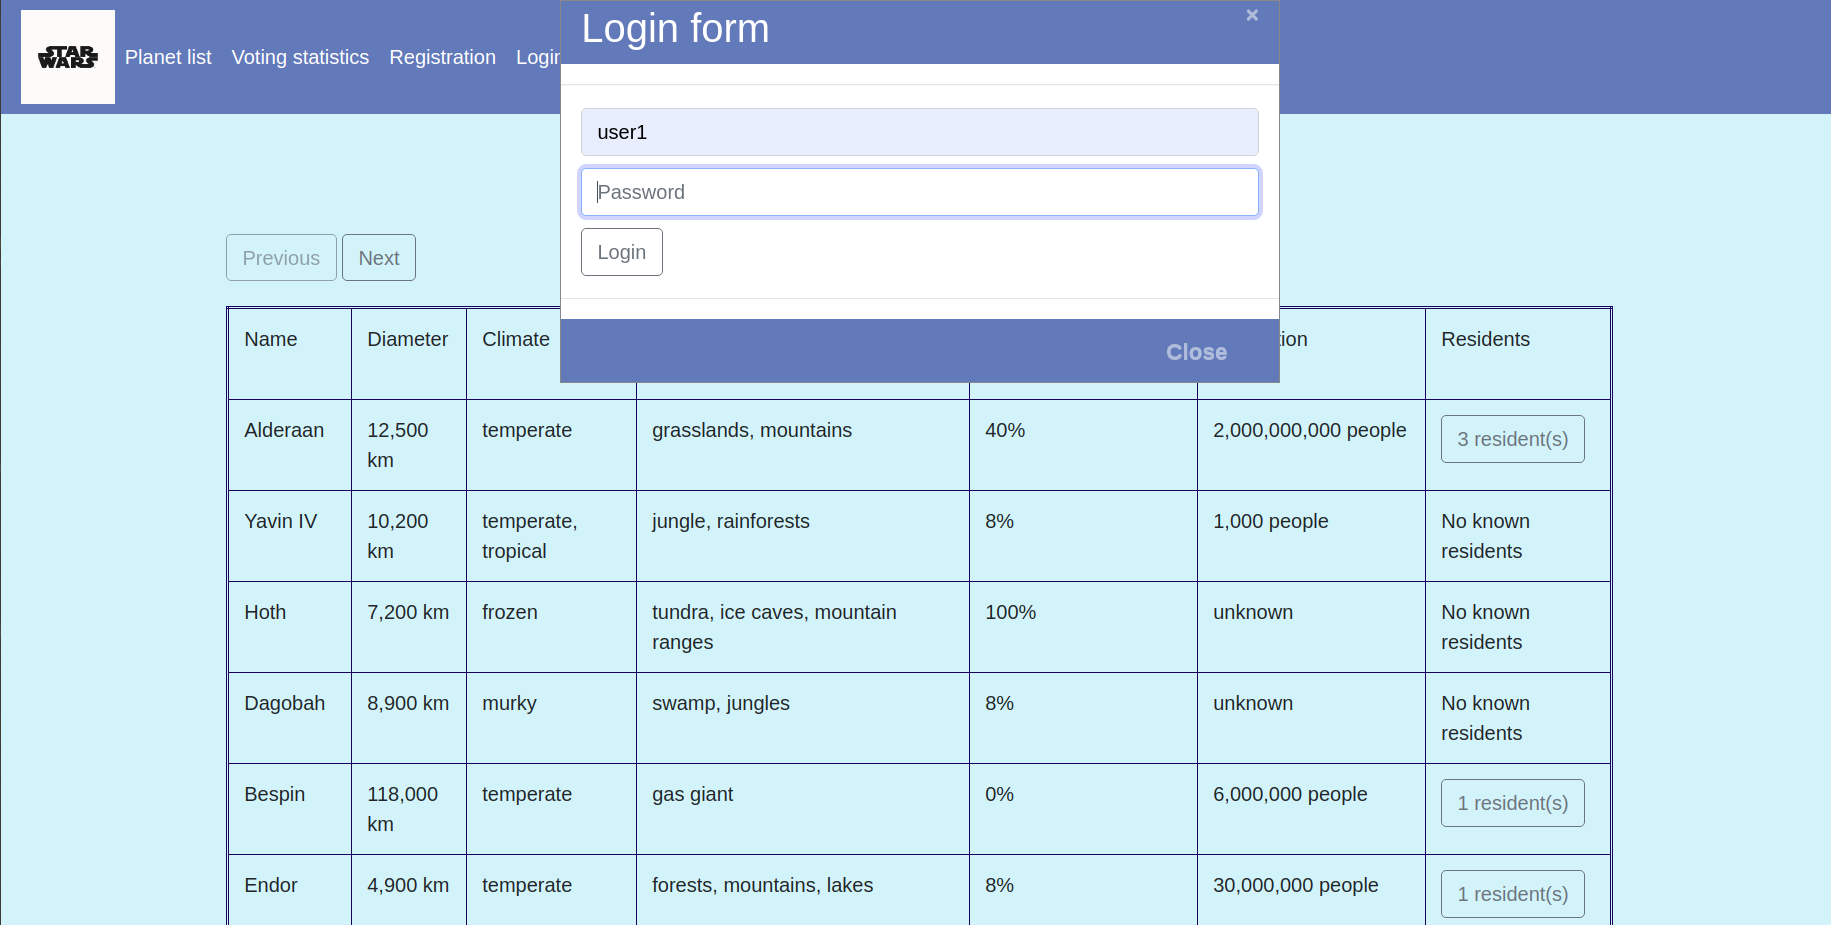 STAR
WARS
Planet list
Voting statistics
Registration
Login
Login form
×
user1
Password
Login
Close
Previous
Next
Name
Diameter
Climate
Residents
Alderaan
12,500
km
temperate
grasslands, mountains
40%
2,000,000,000 people
3 resident(s)
Yavin IV
10,200
km
temperate,
tropical
jungle, rainforests
8%
1,000 people
No known
residents
Hoth
7,200 km
frozen
tundra, ice caves, mountain
ranges
100%
unknown
No known
residents
Dagobah
8,900 km
murky
swamp, jungles
8%
unknown
No known
residents
Bespin
118,000
km
temperate
gas giant
0%
6,000,000 people
1 resident(s)
Endor
4,900 km
temperate
forests, mountains, lakes
8%
30,000,000 people
1 resident(s)